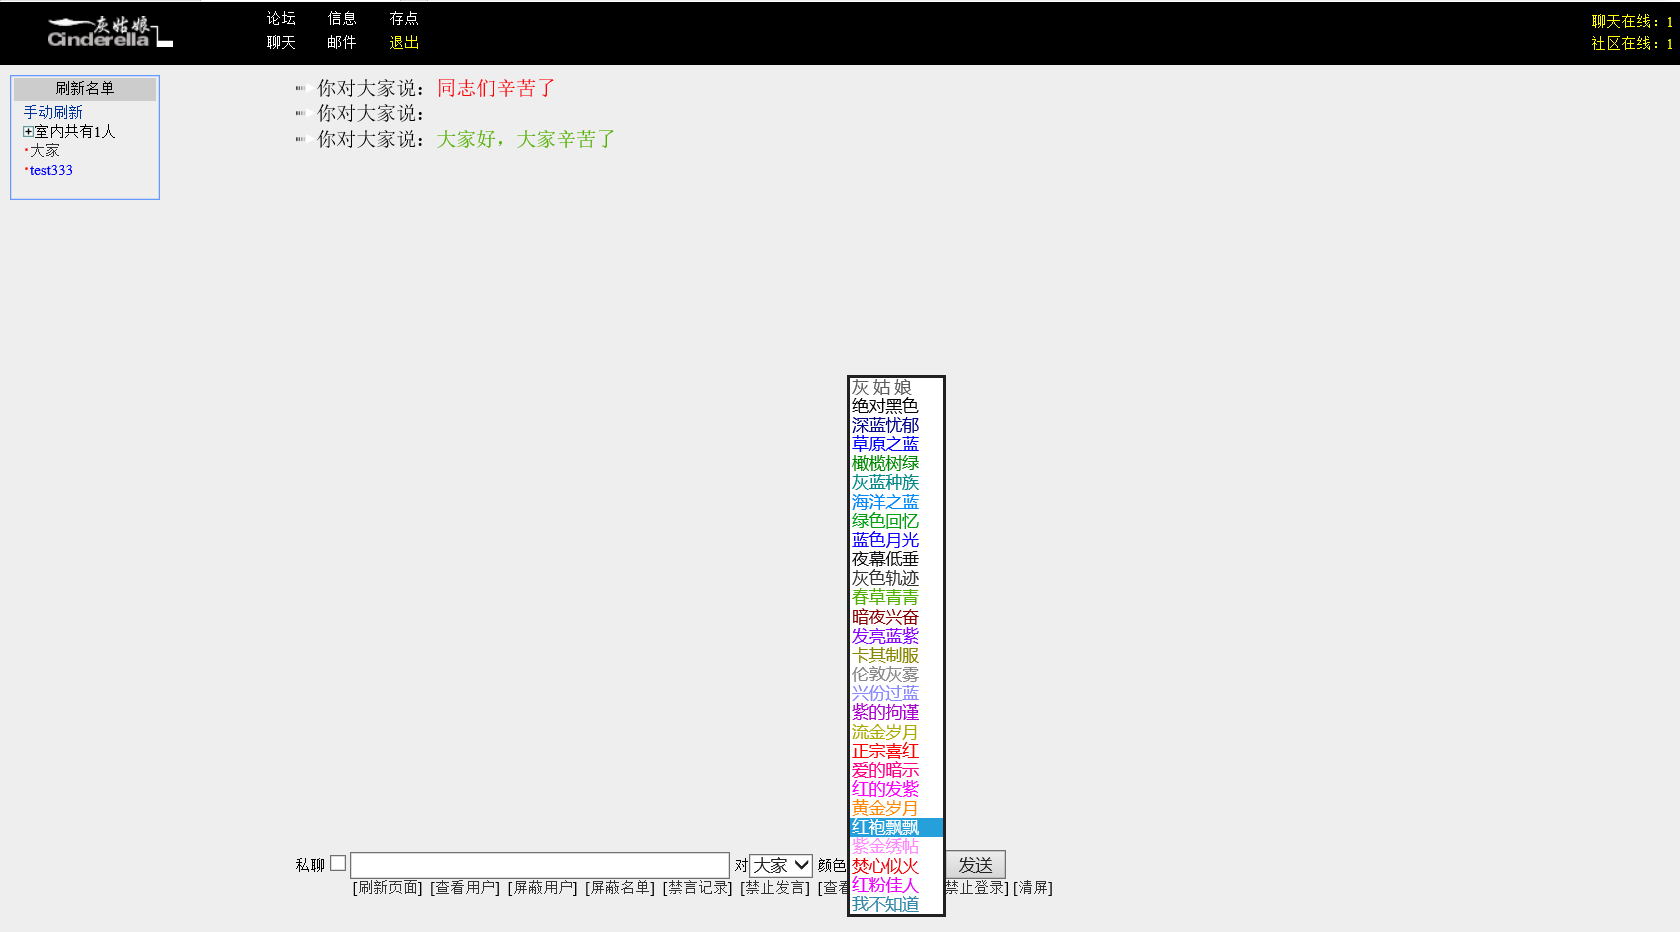 灰姑娘
Cinderella
论坛 信息 存点
聊天 邮件 退出
聊天在线：1
社区在线：1
刷新名单
手动刷新
室内共有1人
大家
test333
你对大家说：同志们辛苦了
你对大家说：
你对大家说：大家好，大家辛苦了
灰 姑 娘
绝对黑色
深蓝忧郁
草原之蓝
橄榄树绿
灰蓝种族
海洋之蓝
绿色回忆
蓝色月光
夜幕低垂
灰色轨迹
春草青青
暗夜兴奋
发亮蓝紫
卡其制服
伦敦灰雾
兴份过蓝
紫的拘谨
流金岁月
正宗喜红
爱的暗示
红的发紫
黄金岁月
红袍飘飘
紫金绣帖
焚心似火
红粉佳人
我不知道
私聊 对 大家 颜色 发送
[刷新页面] [查看用户] [屏蔽用户] [屏蔽名单] [禁言记录] [禁止发言] [查看 禁止登录] [清屏]